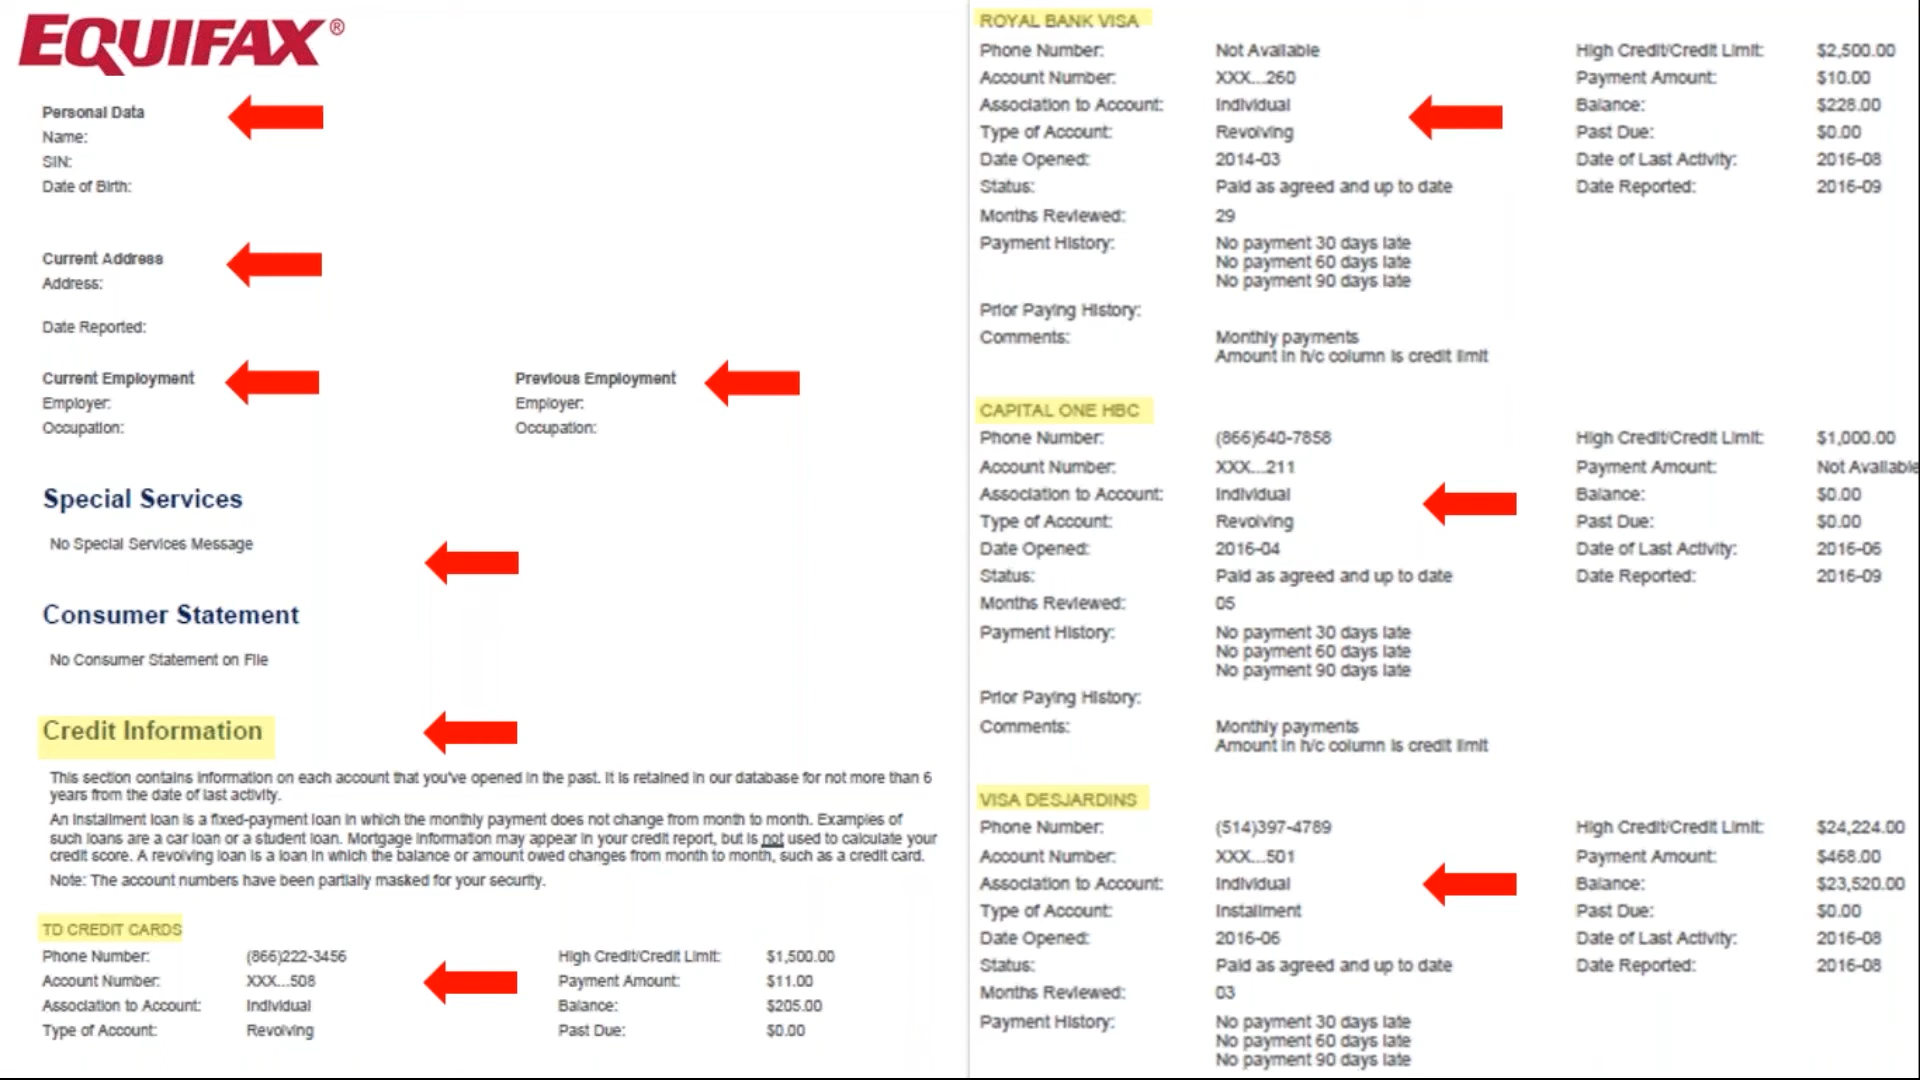 EQUIFAX®
Personal Data
Name:
SIN:
Date of Birth:
Current Address
Address:
Date Reported:
Current Employment
Employer:
Occupation:
Previous Employment
Employer:
Occupation:
Special Services
No Special Services Message
Consumer Statement
No Consumer Statement on File
Credit Information
This section contains information on each account that you've opened in the past. It is retained in our database for not more than 6
years from the date of last activity.
An installment loan is a fixed-payment loan in which the monthly payment does not change from month to month. Examples of
such loans are a car loan or a student loan. Mortgage information may appear in your credit report, but is not used to calculate your
credit score. A revolving loan is a loan in which the balance or amount owed changes from month to month, such as a credit card.
Note: The account numbers have been partially masked for your security.
TD CREDIT CARDS
Phone Number: (866)222-3456 High Credit/Credit Limit: $1,500.00
Account Number: XXX...508 Payment Amount: $11.00
Association to Account: Individual Balance: $205.00
Type of Account: Revolving Past Due: $0.00
ROYAL BANK VISA
Phone Number: Not Available High Credit/Credit Limit: $2,500.00
Account Number: XXX...260 Payment Amount: $10.00
Association to Account: Individual Balance: $228.00
Type of Account: Revolving Past Due: $0.00
Date Opened: 2014-03 Date of Last Activity: 2016-08
Status: Paid as agreed and up to date Date Reported: 2016-09
Months Reviewed: 29
Payment History: No payment 30 days late
No payment 60 days late
No payment 90 days late
Prior Paying History:
Comments: Monthly payments
Amount in h/c column is credit limit
CAPITAL ONE HBC
Phone Number: (866)640-7858 High Credit/Credit Limit: $1,000.00
Account Number: XXX...211 Payment Amount: Not Available
Association to Account: Individual Balance: $0.00
Type of Account: Revolving Past Due: $0.00
Date Opened: 2016-04 Date of Last Activity: 2016-06
Status: Paid as agreed and up to date Date Reported: 2016-09
Months Reviewed: 05
Payment History: No payment 30 days late
No payment 60 days late
No payment 90 days late
Prior Paying History:
Comments: Monthly payments
Amount in h/c column is credit limit
VISA DESJARDINS
Phone Number: (514)397-4789 High Credit/Credit Limit: $24,224.00
Account Number: XXX...501 Payment Amount: $468.00
Association to Account: Individual Balance: $23,520.00
Type of Account: Installment Past Due: $0.00
Date Opened: 2016-06 Date of Last Activity: 2016-08
Status: Paid as agreed and up to date Date Reported: 2016-08
Months Reviewed: 03
Payment History: No payment 30 days late
No payment 60 days late
No payment 90 days late